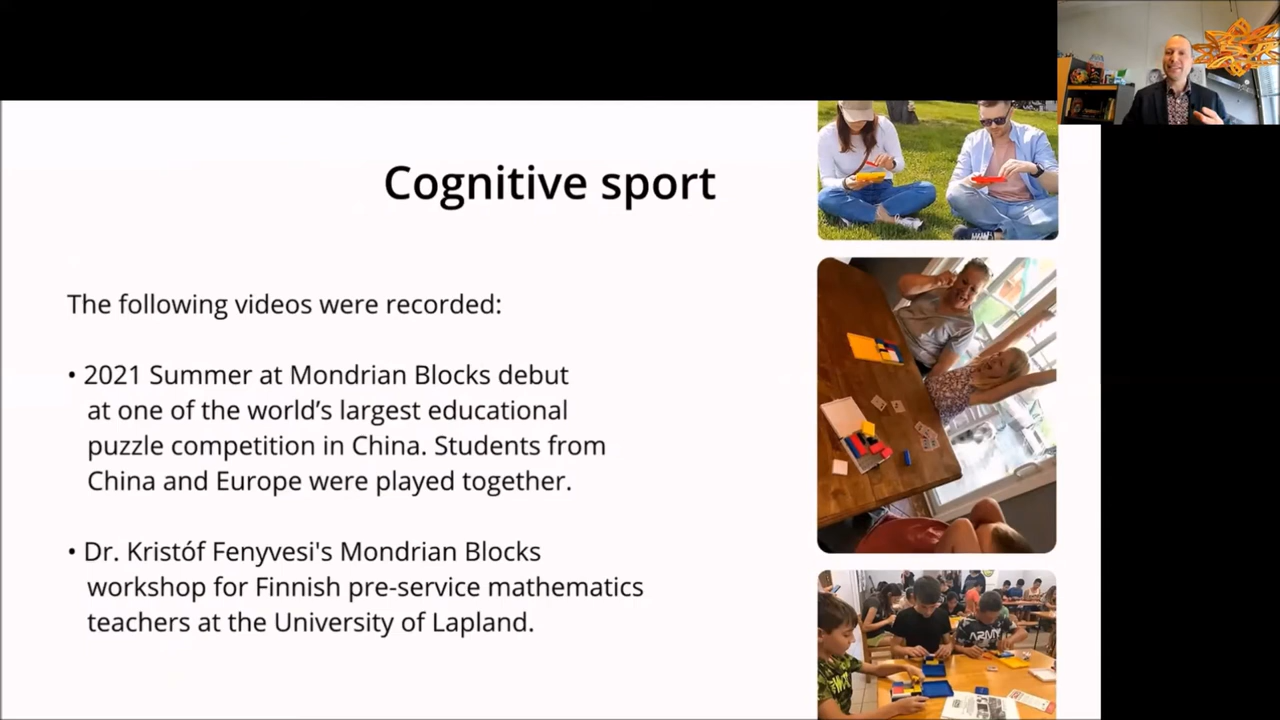 Cognitive sport
The following videos were recorded:
• 2021 Summer at Mondrian Blocks debut
at one of the world’s largest educational
puzzle competition in China. Students from
China and Europe were played together.
• Dr. Kristóf Fenyvesi's Mondrian Blocks
workshop for Finnish pre-service mathematics
teachers at the University of Lapland.
ARMY